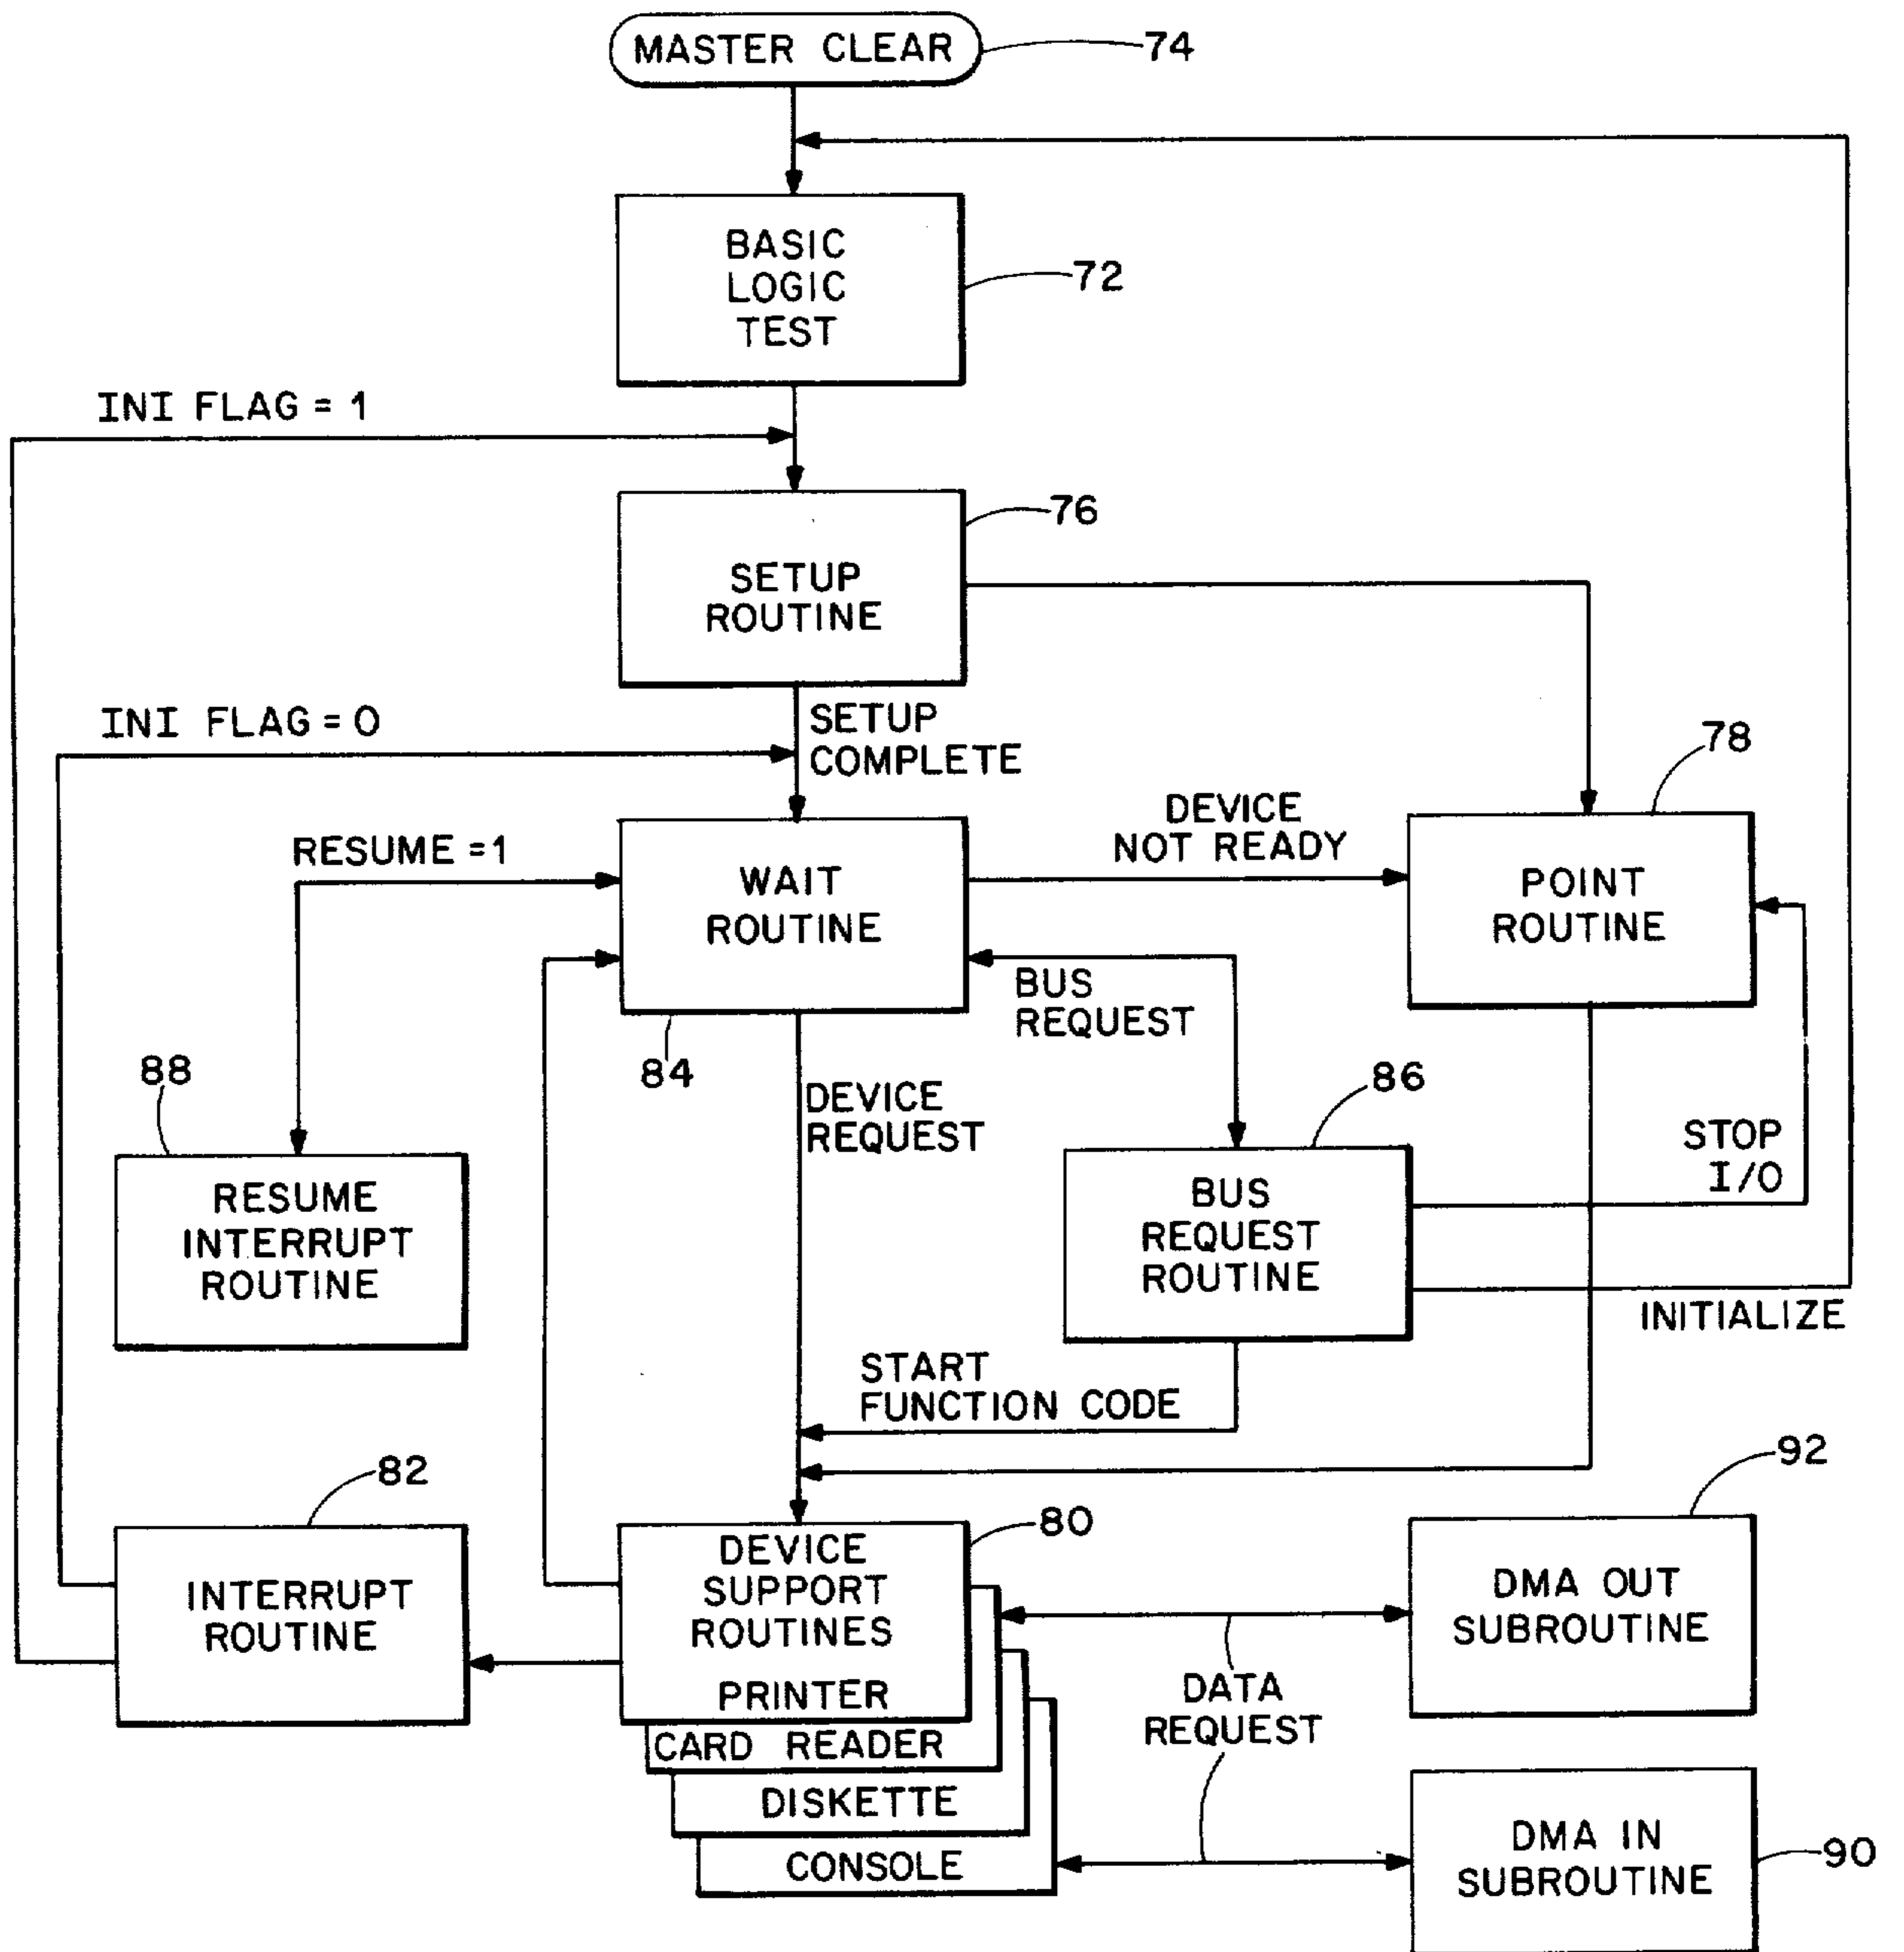 MASTER CLEAR
74
BASIC
LOGIC
TEST
72
INI FLAG = 1
76
SETUP
ROUTINE
INI FLAG = 0
SETUP
COMPLETE
78
DEVICE
NOT READY
RESUME =1
WAIT
ROUTINE
POINT
ROUTINE
BUS
REQUEST
84
88
DEVICE
REQUEST
86
STOP
I/O
RESUME
INTERRUPT
ROUTINE
BUS
REQUEST
ROUTINE
INITIALIZE
START
FUNCTION CODE
92
82
80
INTERRUPT
ROUTINE
DEVICE
SUPPORT
ROUTINES
PRINTER
CARD READER
DISKETTE
CONSOLE
DMA OUT
SUBROUTINE
DATA
REQUEST
DMA IN
SUBROUTINE
90